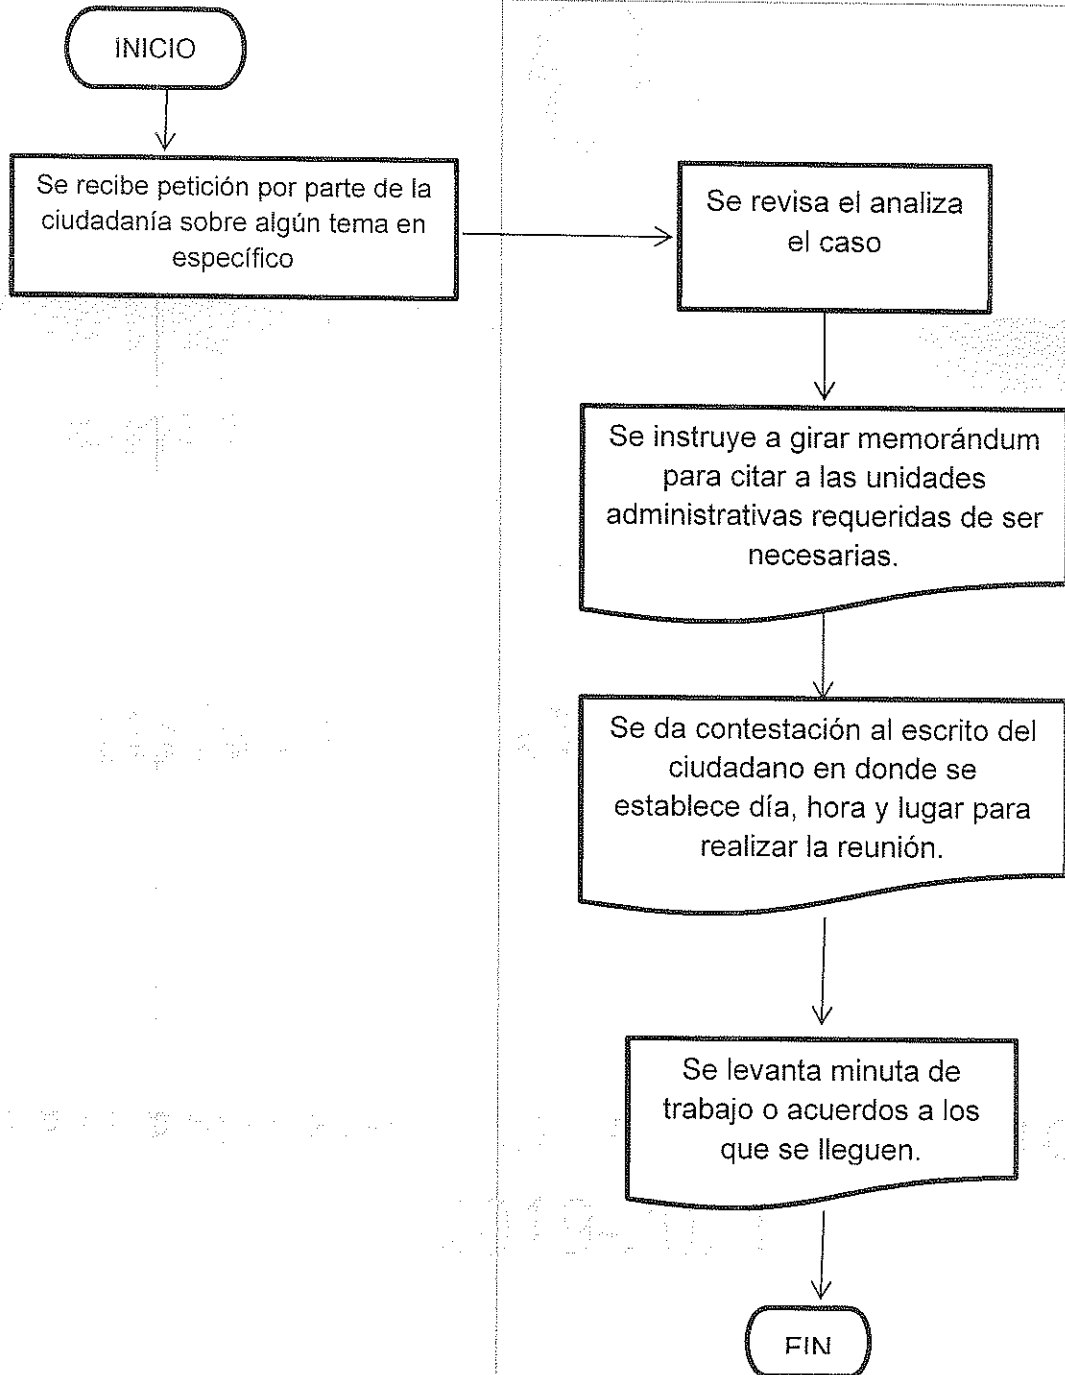 INICIO
Se recibe petición por parte de la
ciudadanía sobre algún tema en
específico
Se revisa el analiza
el caso
Se instruye a girar memorándum
para citar a las unidades
administrativas requeridas de ser
necesarias.
Se da contestación al escrito del
ciudadano en donde se
establece día, hora y lugar para
realizar la reunión.
Se levanta minuta de
trabajo o acuerdos a los
que se lleguen.
FIN